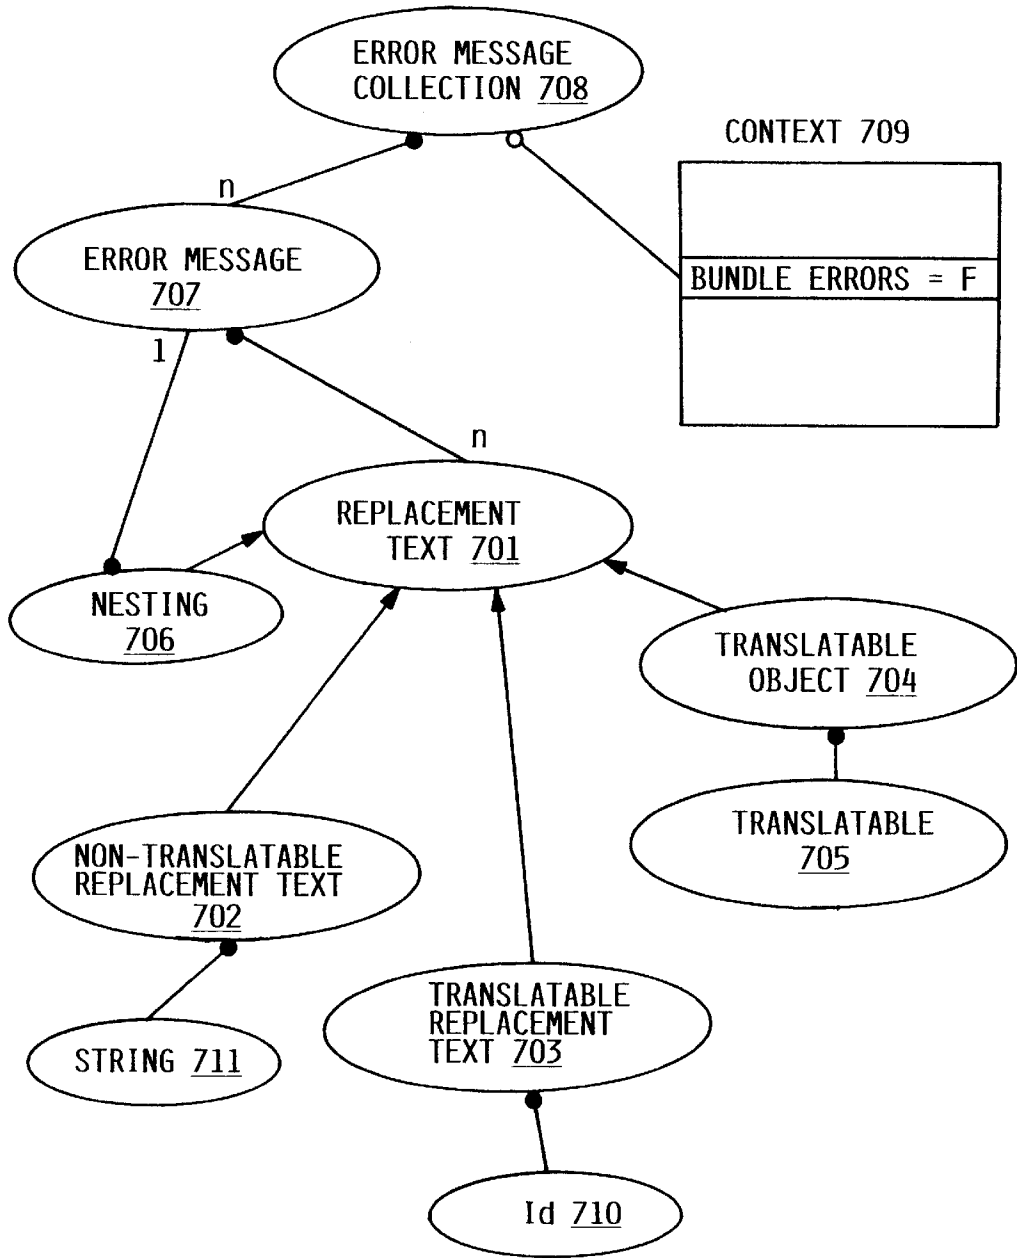 ERROR MESSAGE
COLLECTION 708
CONTEXT 709
n
ERROR MESSAGE
707
BUNDLE ERRORS = F
1
n
REPLACEMENT
TEXT 701
NESTING
706
TRANSLATABLE
OBJECT 704
TRANSLATABLE
705
NON-TRANSLATABLE
REPLACEMENT TEXT
702
TRANSLATABLE
REPLACEMENT
TEXT 703
STRING 711
Id 710